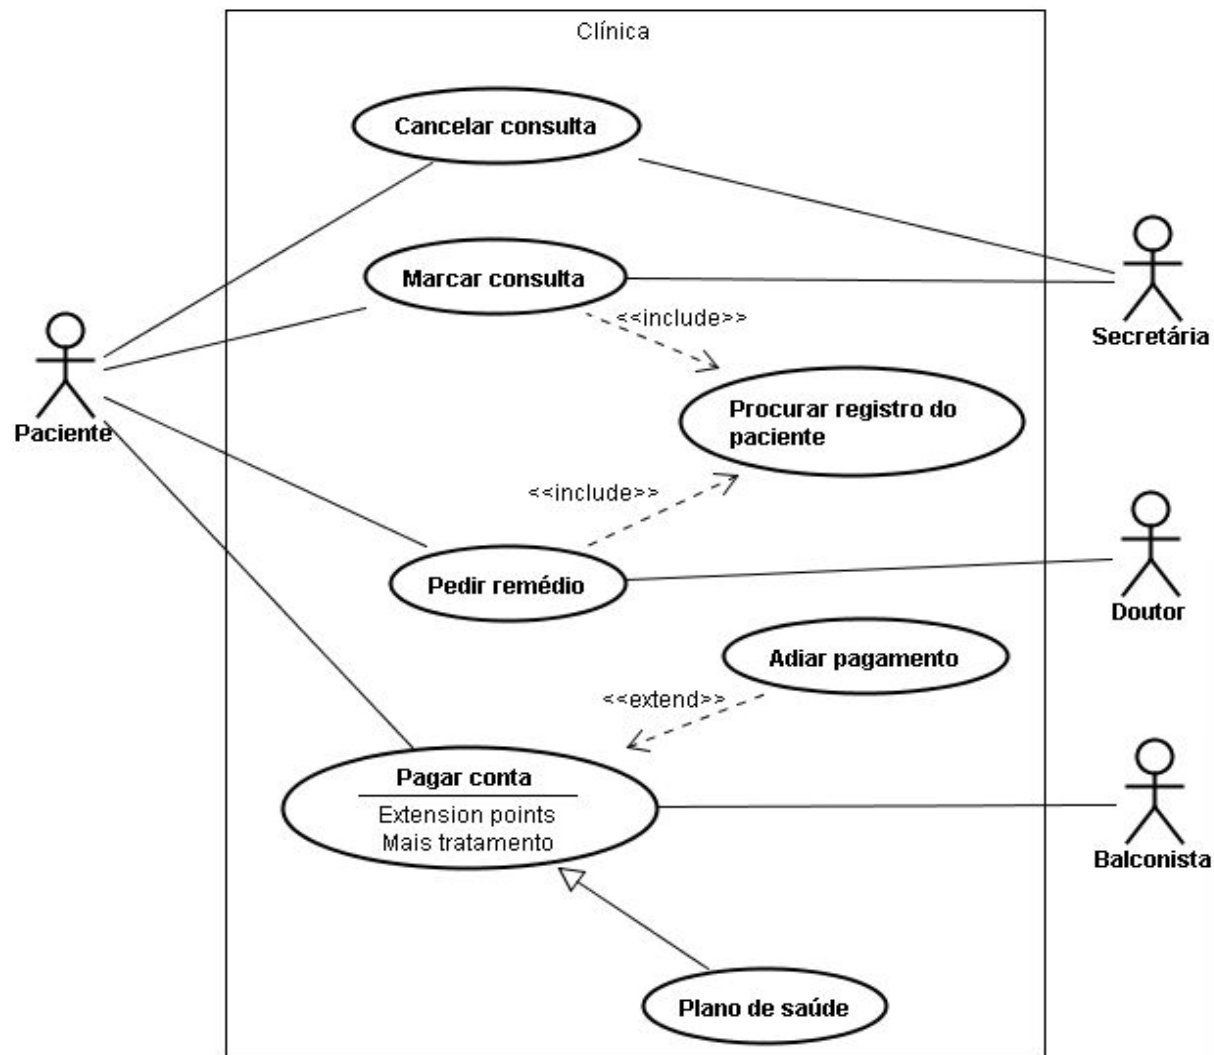 Clínica
Cancelar consulta
Marcar consulta
<<include>>
Secretária
Procurar registro do
paciente
Paciente
<<include>>
Pedir remédio
Doutor
Adiar pagamento
<<extend>>
Pagar conta
Extension points
Mais tratamento
Balconista
Plano de saúde